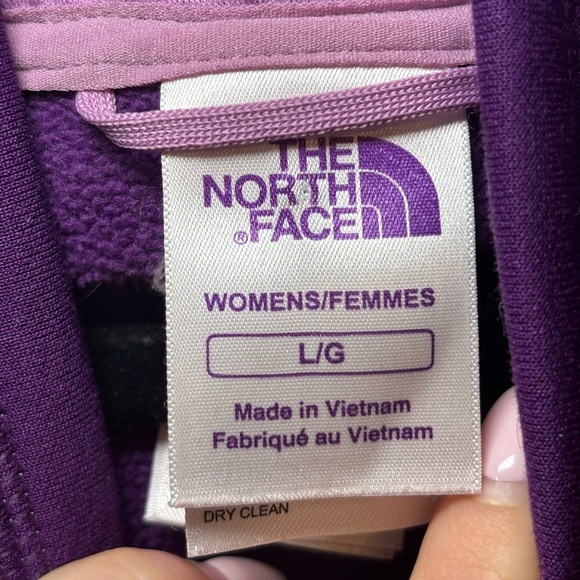 THE
NORTH
FACE
®
WOMENS/FEMMES
L/G
Made in Vietnam
Fabriqué au Vietnam
DRY CLEAN